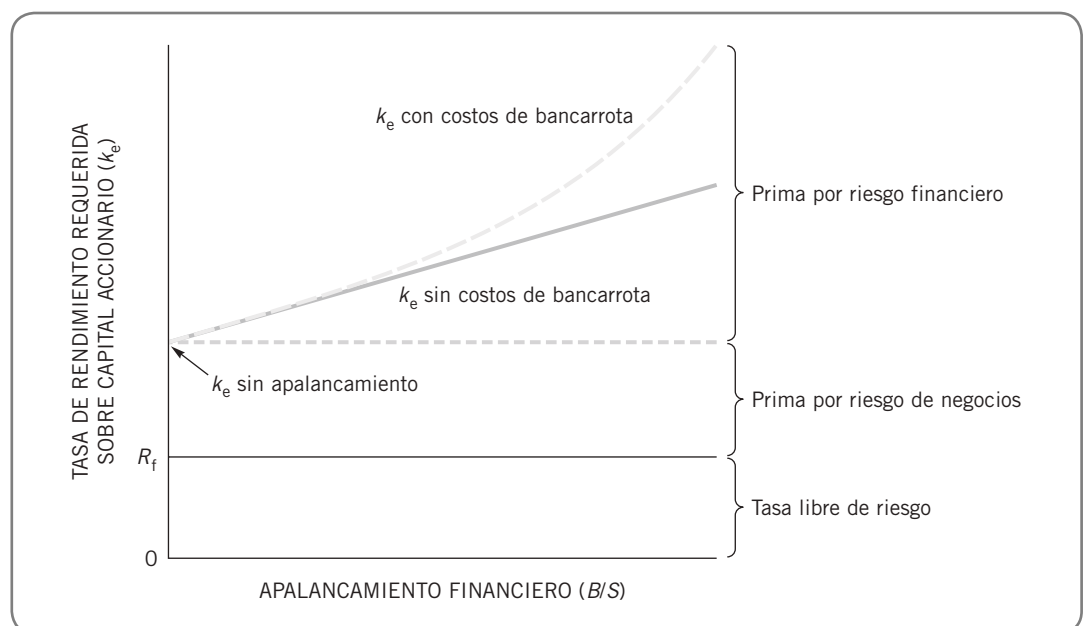 TASA DE RENDIMIENTO REQUERIDA
SOBRE CAPITAL ACCIONARIO (ke)
ke con costos de bancarrota
Prima por riesgo financiero
ke sin costos de bancarrota
ke sin apalancamiento
Prima por riesgo de negocios
Rf
Tasa libre de riesgo
0
APALANCAMIENTO FINANCIERO (B/S)